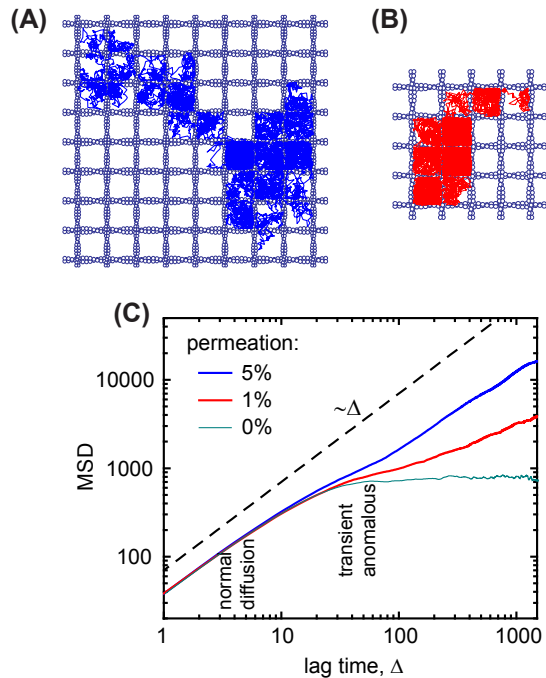 (A)
(B)
(C)
permeation:
5%
1%
0%
~Δ
normal
diffusion
transient
anomalous
MSD
10000
1000
100
1
10
100
1000
lag time, Δ